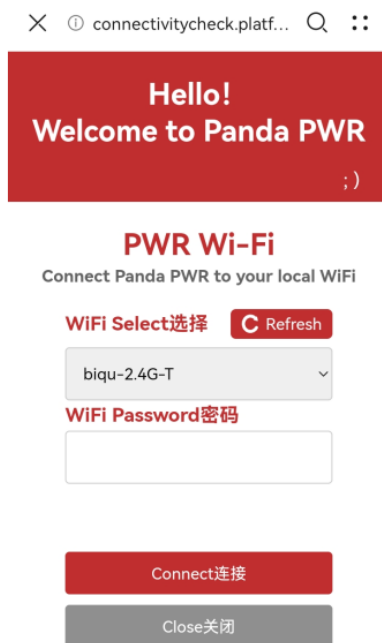 connectivitycheck.platf...
Hello!
Welcome to Panda PWR
;)
PWR Wi-Fi
Connect Panda PWR to your local WiFi
WiFi Select选择
Refresh
biqu-2.4G-T
WiFi Password密码
Connect连接
Close关闭